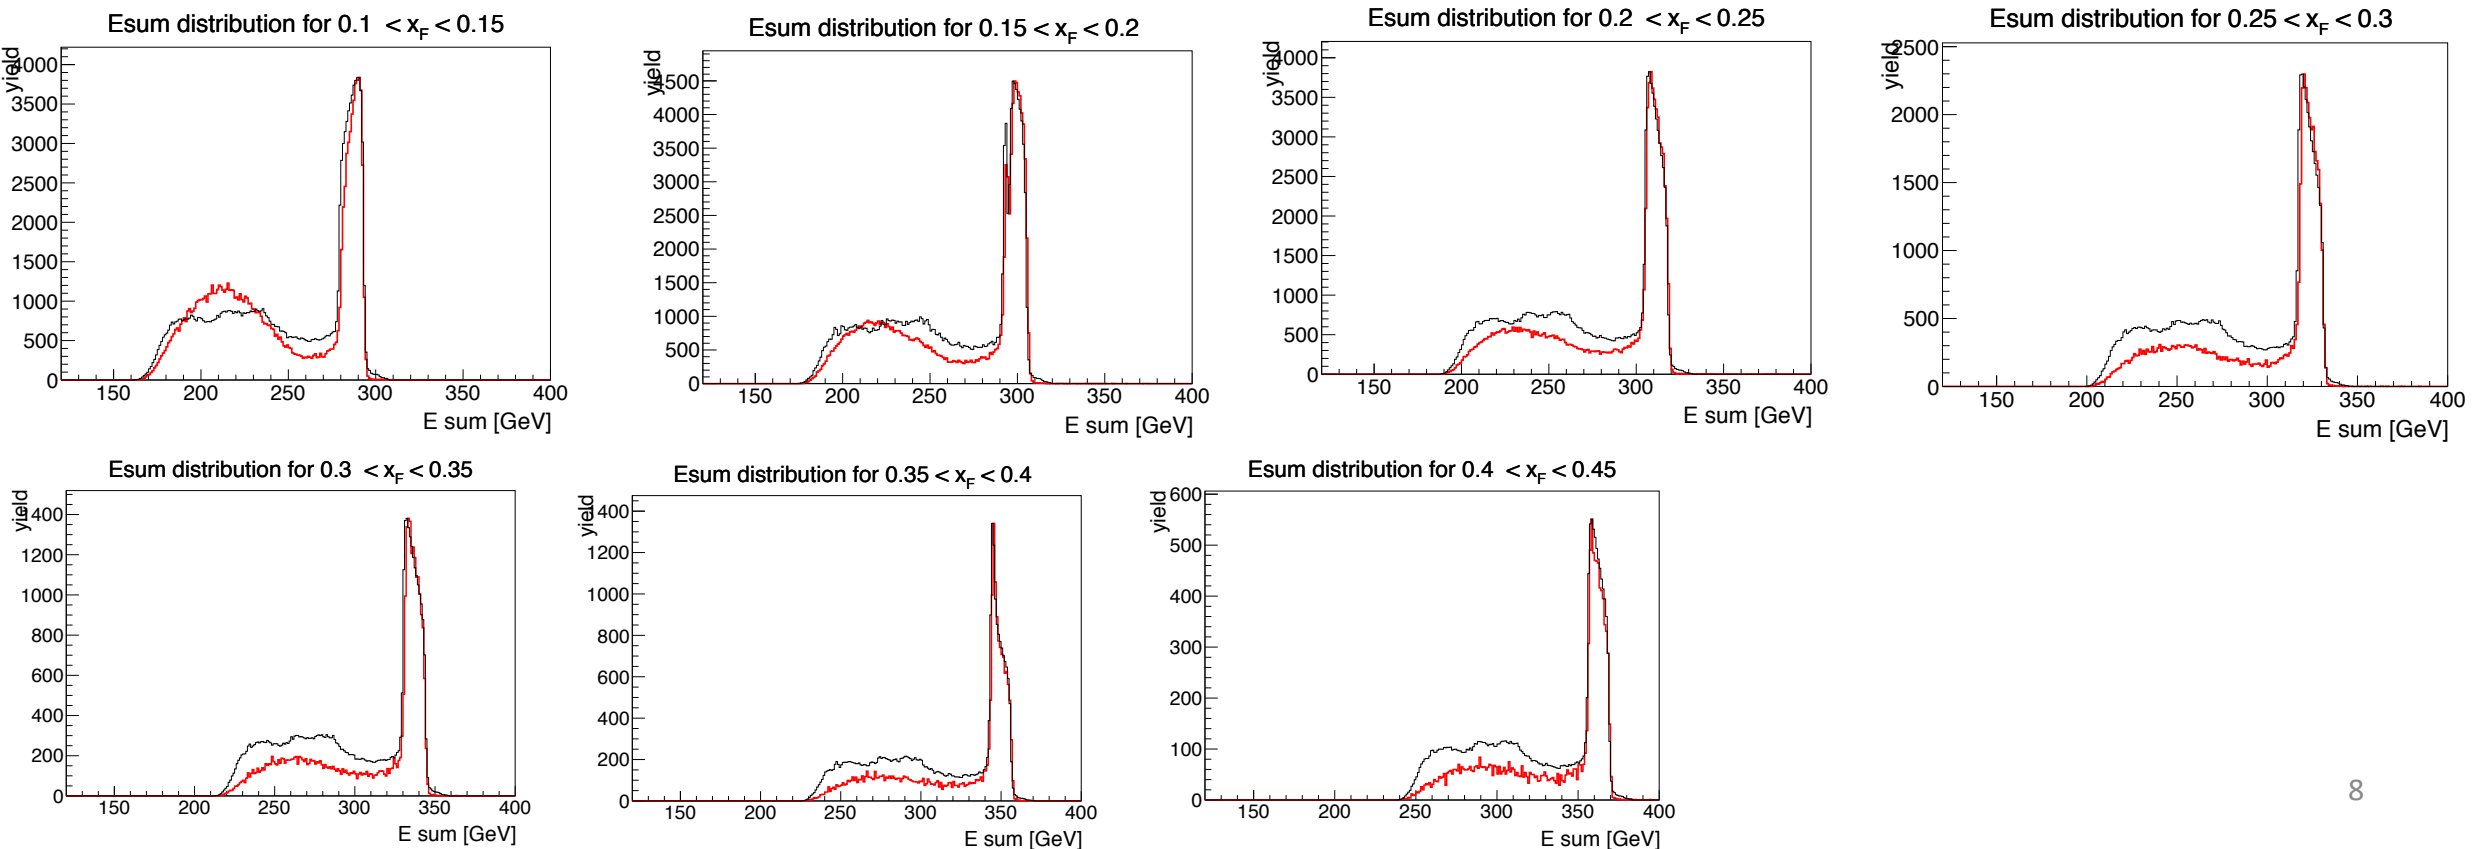 Esum distribution for 0.1 < x_F < 0.15
yield
4000
3500
3000
2500
2000
1500
1000
500
0
150 200 250 300 350 400
E sum [GeV]
Esum distribution for 0.15 < x_F < 0.2
yield
4500
4000
3500
3000
2500
2000
1500
1000
500
0
150 200 250 300 350 400
E sum [GeV]
Esum distribution for 0.2 < x_F < 0.25
yield
4000
3500
3000
2500
2000
1500
1000
500
0
150 200 250 300 350 400
E sum [GeV]
Esum distribution for 0.25 < x_F < 0.3
yield
2500
2000
1500
1000
500
0
150 200 250 300 350 400
E sum [GeV]
Esum distribution for 0.3 < x_F < 0.35
yield
1400
1200
1000
800
600
400
200
0
150 200 250 300 350 400
E sum [GeV]
Esum distribution for 0.35 < x_F < 0.4
yield
1400
1200
1000
800
600
400
200
0
150 200 250 300 350 400
E sum [GeV]
Esum distribution for 0.4 < x_F < 0.45
yield
600
500
400
300
200
100
0
150 200 250 300 350 400
E sum [GeV]
8